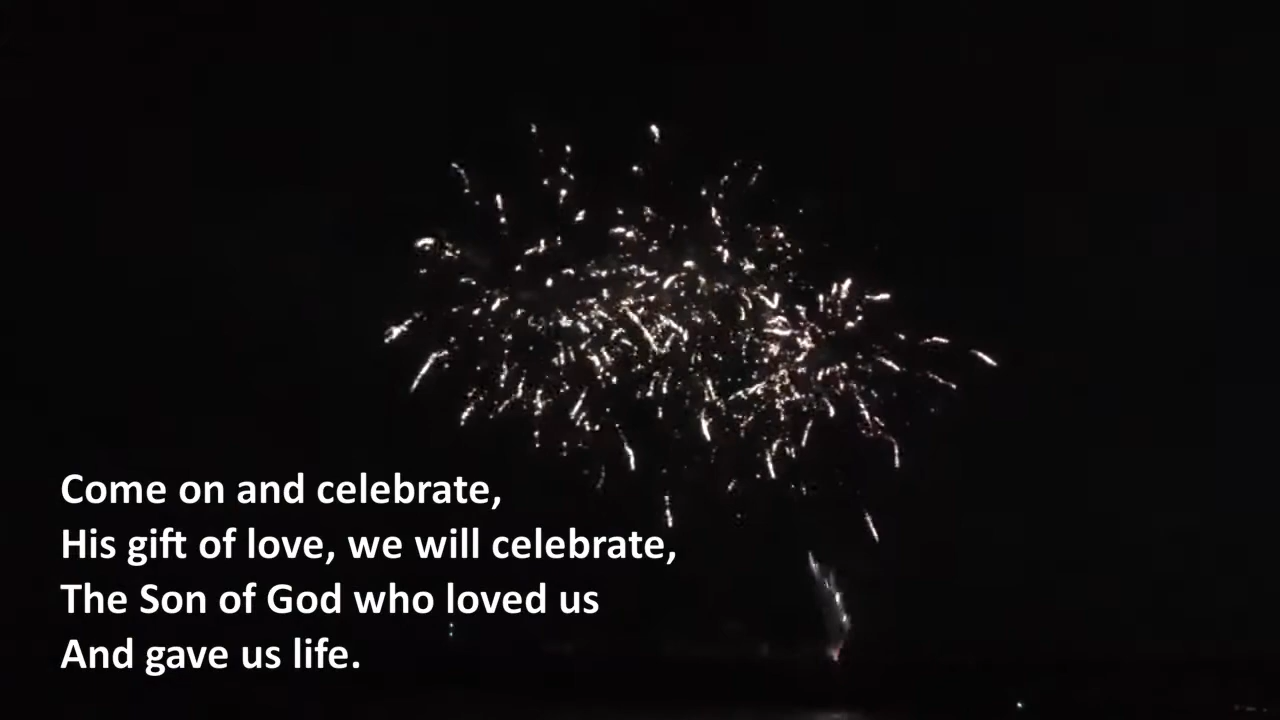 Come on and celebrate,
His gift of love, we will celebrate,
The Son of God who loved us
And gave us life.